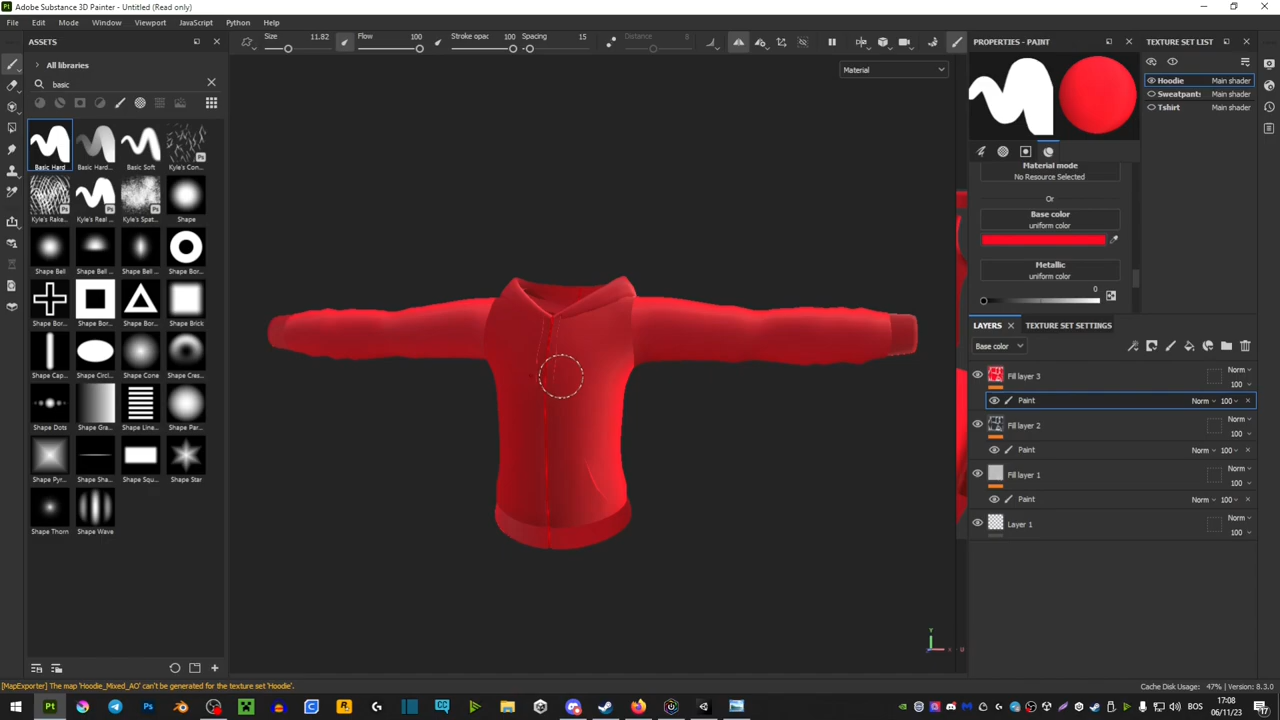 Adobe Substance 3D Painter - Untitled (Read only)
File Edit Mode Window Viewport JavaScript Python Help
ASSETS
Size 11.82 Flow 100 Stroke opac 100 Spacing 15 Distance 8
PROPERTIES - PAINT
TEXTURE SET LIST
All libraries
basic
Material
Hoodie Main shader
Sweatpants Main shader
Tshirt Main shader
Basic Hard Basic Hard... Basic Soft Kyle's Con...
Kyle's Rake... Kyle's Real ... Kyle's Spat... Shape
Shape Bell Shape Bell ... Shape Bell ... Shape Bor...
Shape Bor... Shape Bor... Shape Bor... Shape Brick
Shape Cap... Shape Circl... Shape Cone Shape Cres...
Shape Dots Shape Gra... Shape Line... Shape Par...
Shape Pyr... Shape Sha... Shape Squ... Shape Star
Shape Thorn Shape Wave
Material mode
No Resource Selected
Or
Base color
uniform color
Metallic
uniform color
0
LAYERS TEXTURE SET SETTINGS
Base color
Fill layer 3 Norm 100
Paint Norm 100
Fill layer 2 Norm 100
Paint Norm 100
Fill layer 1 Norm 100
Paint Norm 100
Layer 1 Norm 100
Y
[MapExporter] The map 'Hoodie_Mixed_AO' can't be generated for the texture set 'Hoodie'.
Cache Disk Usage: 47% | Version: 8.3.0
BOS 17:08
06/11/23